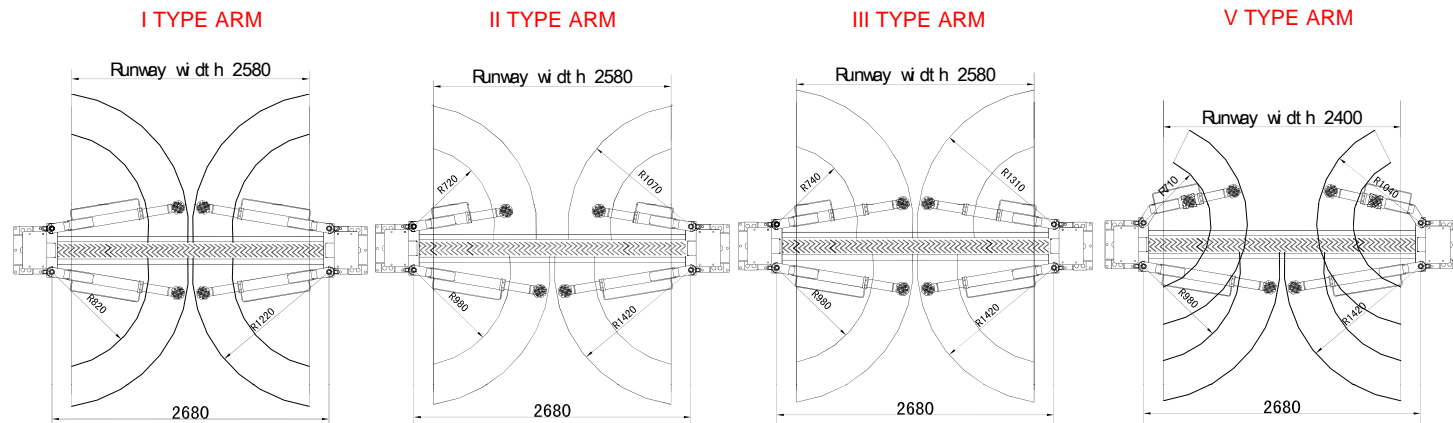 I TYPE ARM
II TYPE ARM
III TYPE ARM
V TYPE ARM
Runway width 2580
Runway width 2580
Runway width 2580
Runway width 2400
R720
R1070
R740
R1310
R710
R1040
R820
R1220
R980
R1420
R980
R1420
R980
R1420
2680
2680
2680
2680